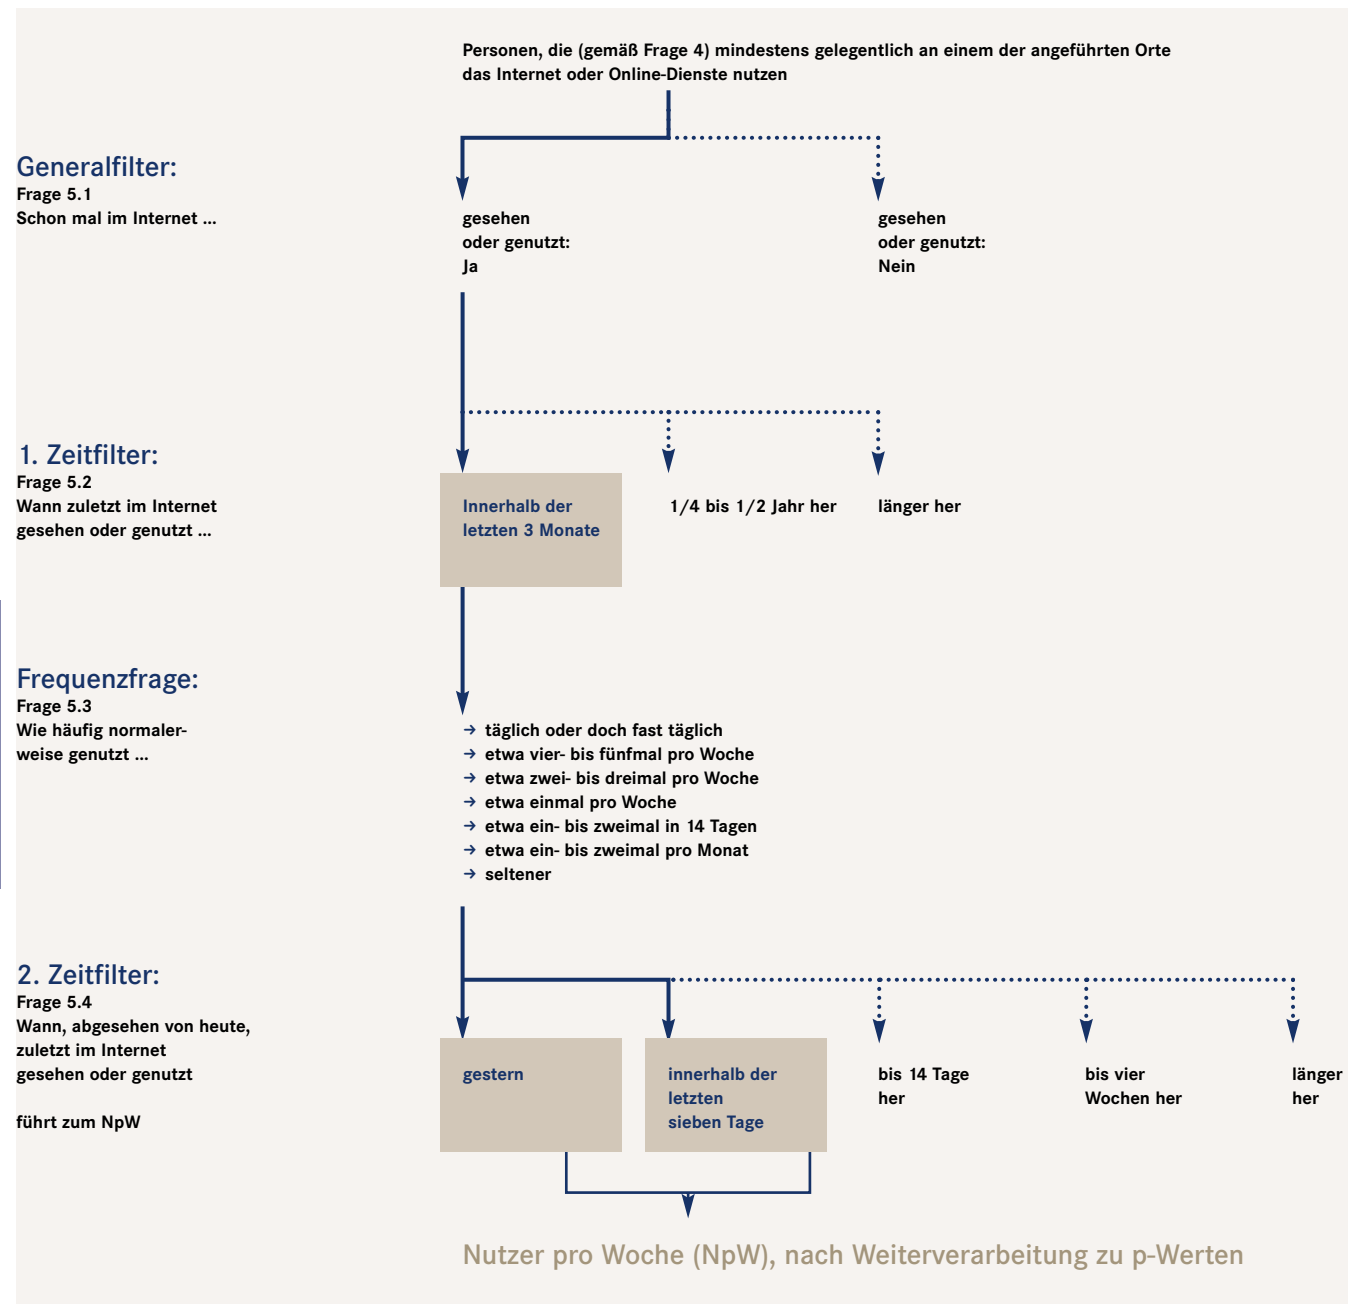 Personen, die (gemäß Frage 4) mindestens gelegentlich an einem der angeführten Orte
das Internet oder Online-Dienste nutzen
Generalfilter:
Frage 5.1
Schon mal im Internet ...
gesehen
oder genutzt:
Ja
gesehen
oder genutzt:
Nein
1. Zeitfilter:
Frage 5.2
Wann zuletzt im Internet
gesehen oder genutzt ...
Innerhalb der
letzten 3 Monate
1/4 bis 1/2 Jahr her
länger her
Frequenzfrage:
Frage 5.3
Wie häufig normaler-
weise genutzt ...
→ täglich oder doch fast täglich
→ etwa vier- bis fünfmal pro Woche
→ etwa zwei- bis dreimal pro Woche
→ etwa einmal pro Woche
→ etwa ein- bis zweimal in 14 Tagen
→ etwa ein- bis zweimal pro Monat
→ seltener
2. Zeitfilter:
Frage 5.4
Wann, abgesehen von heute,
zuletzt im Internet
gesehen oder genutzt
führt zum NpW
gestern
innerhalb der
letzten
sieben Tage
bis 14 Tage
her
bis vier
Wochen her
länger
her
Nutzer pro Woche (NpW), nach Weiterverarbeitung zu p-Werten